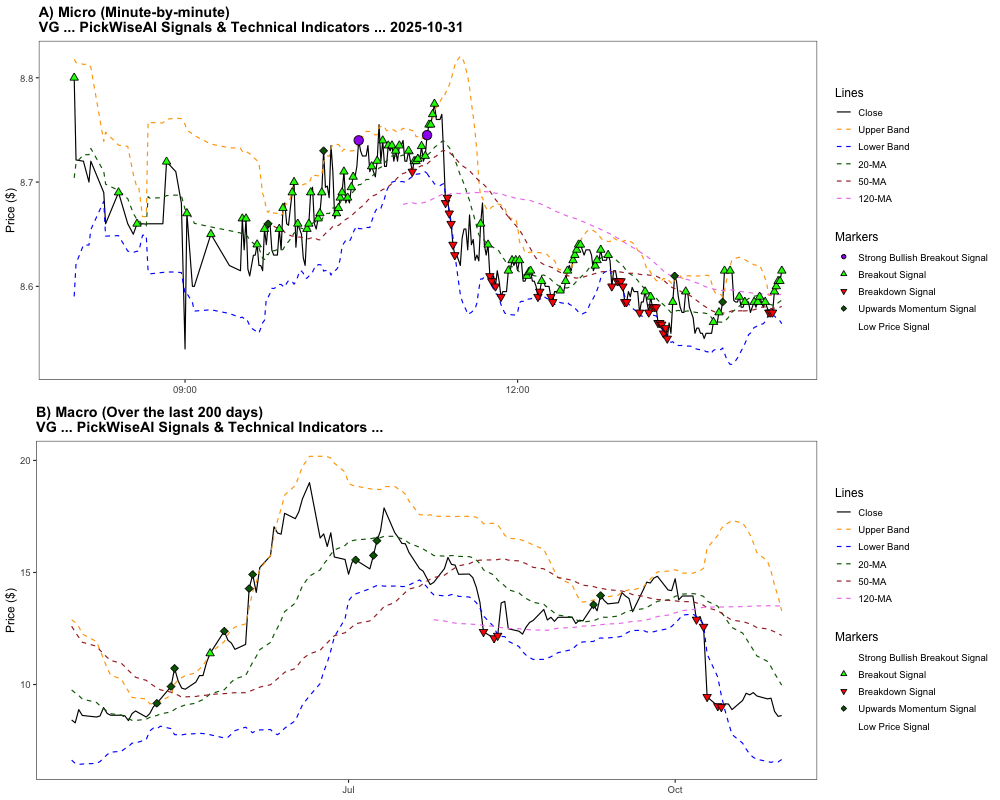 A) Micro (Minute-by-minute)
VG ... PickWiseAI Signals & Technical Indicators ... 2025-10-31
8.8
8.7
8.6
Price ($)
09:00
12:00
Lines
Close
Upper Band
Lower Band
20-MA
50-MA
120-MA
Markers
Strong Bullish Breakout Signal
Breakout Signal
Breakdown Signal
Upwards Momentum Signal
Low Price Signal
B) Macro (Over the last 200 days)
VG ... PickWiseAI Signals & Technical Indicators ...
20
15
10
Price ($)
Jul
Oct
Lines
Close
Upper Band
Lower Band
20-MA
50-MA
120-MA
Markers
Strong Bullish Breakout Signal
Breakout Signal
Breakdown Signal
Upwards Momentum Signal
Low Price Signal